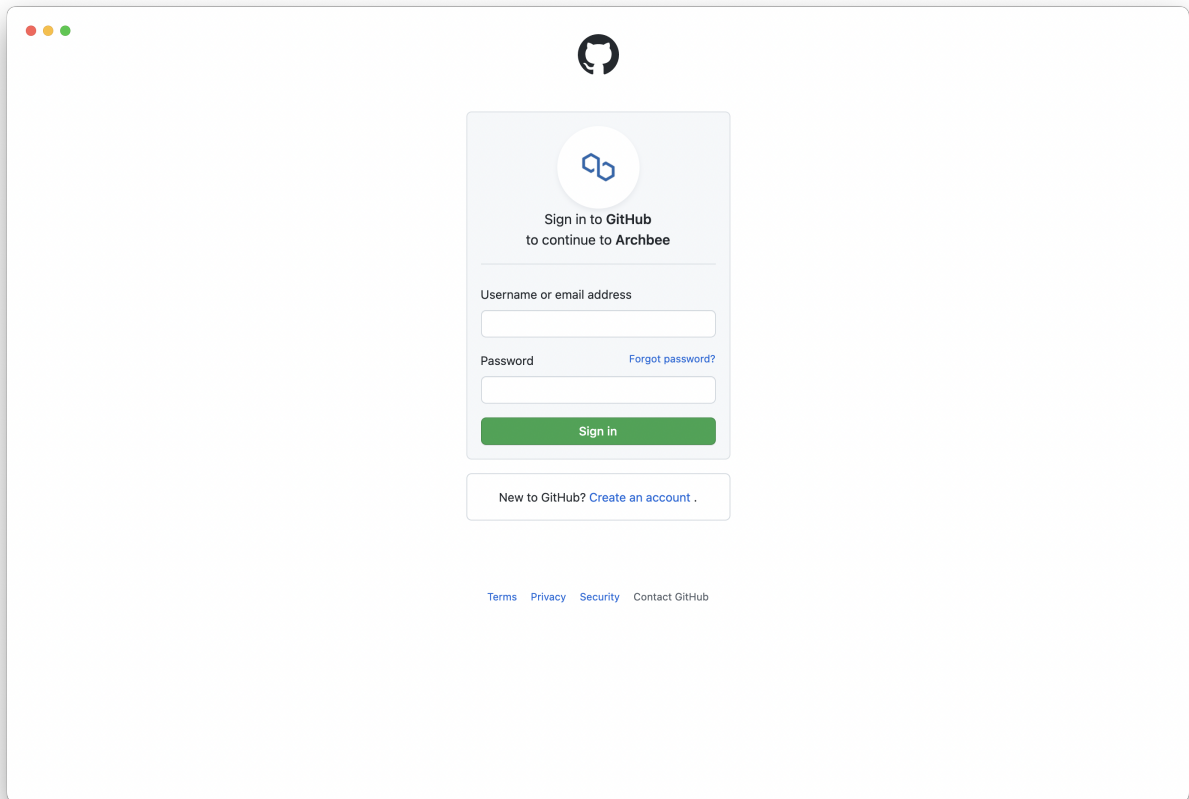 Sign in to GitHub
to continue to Archbee
Username or email address
Password
Forgot password?
Sign in
New to GitHub? Create an account .
Terms Privacy Security Contact GitHub